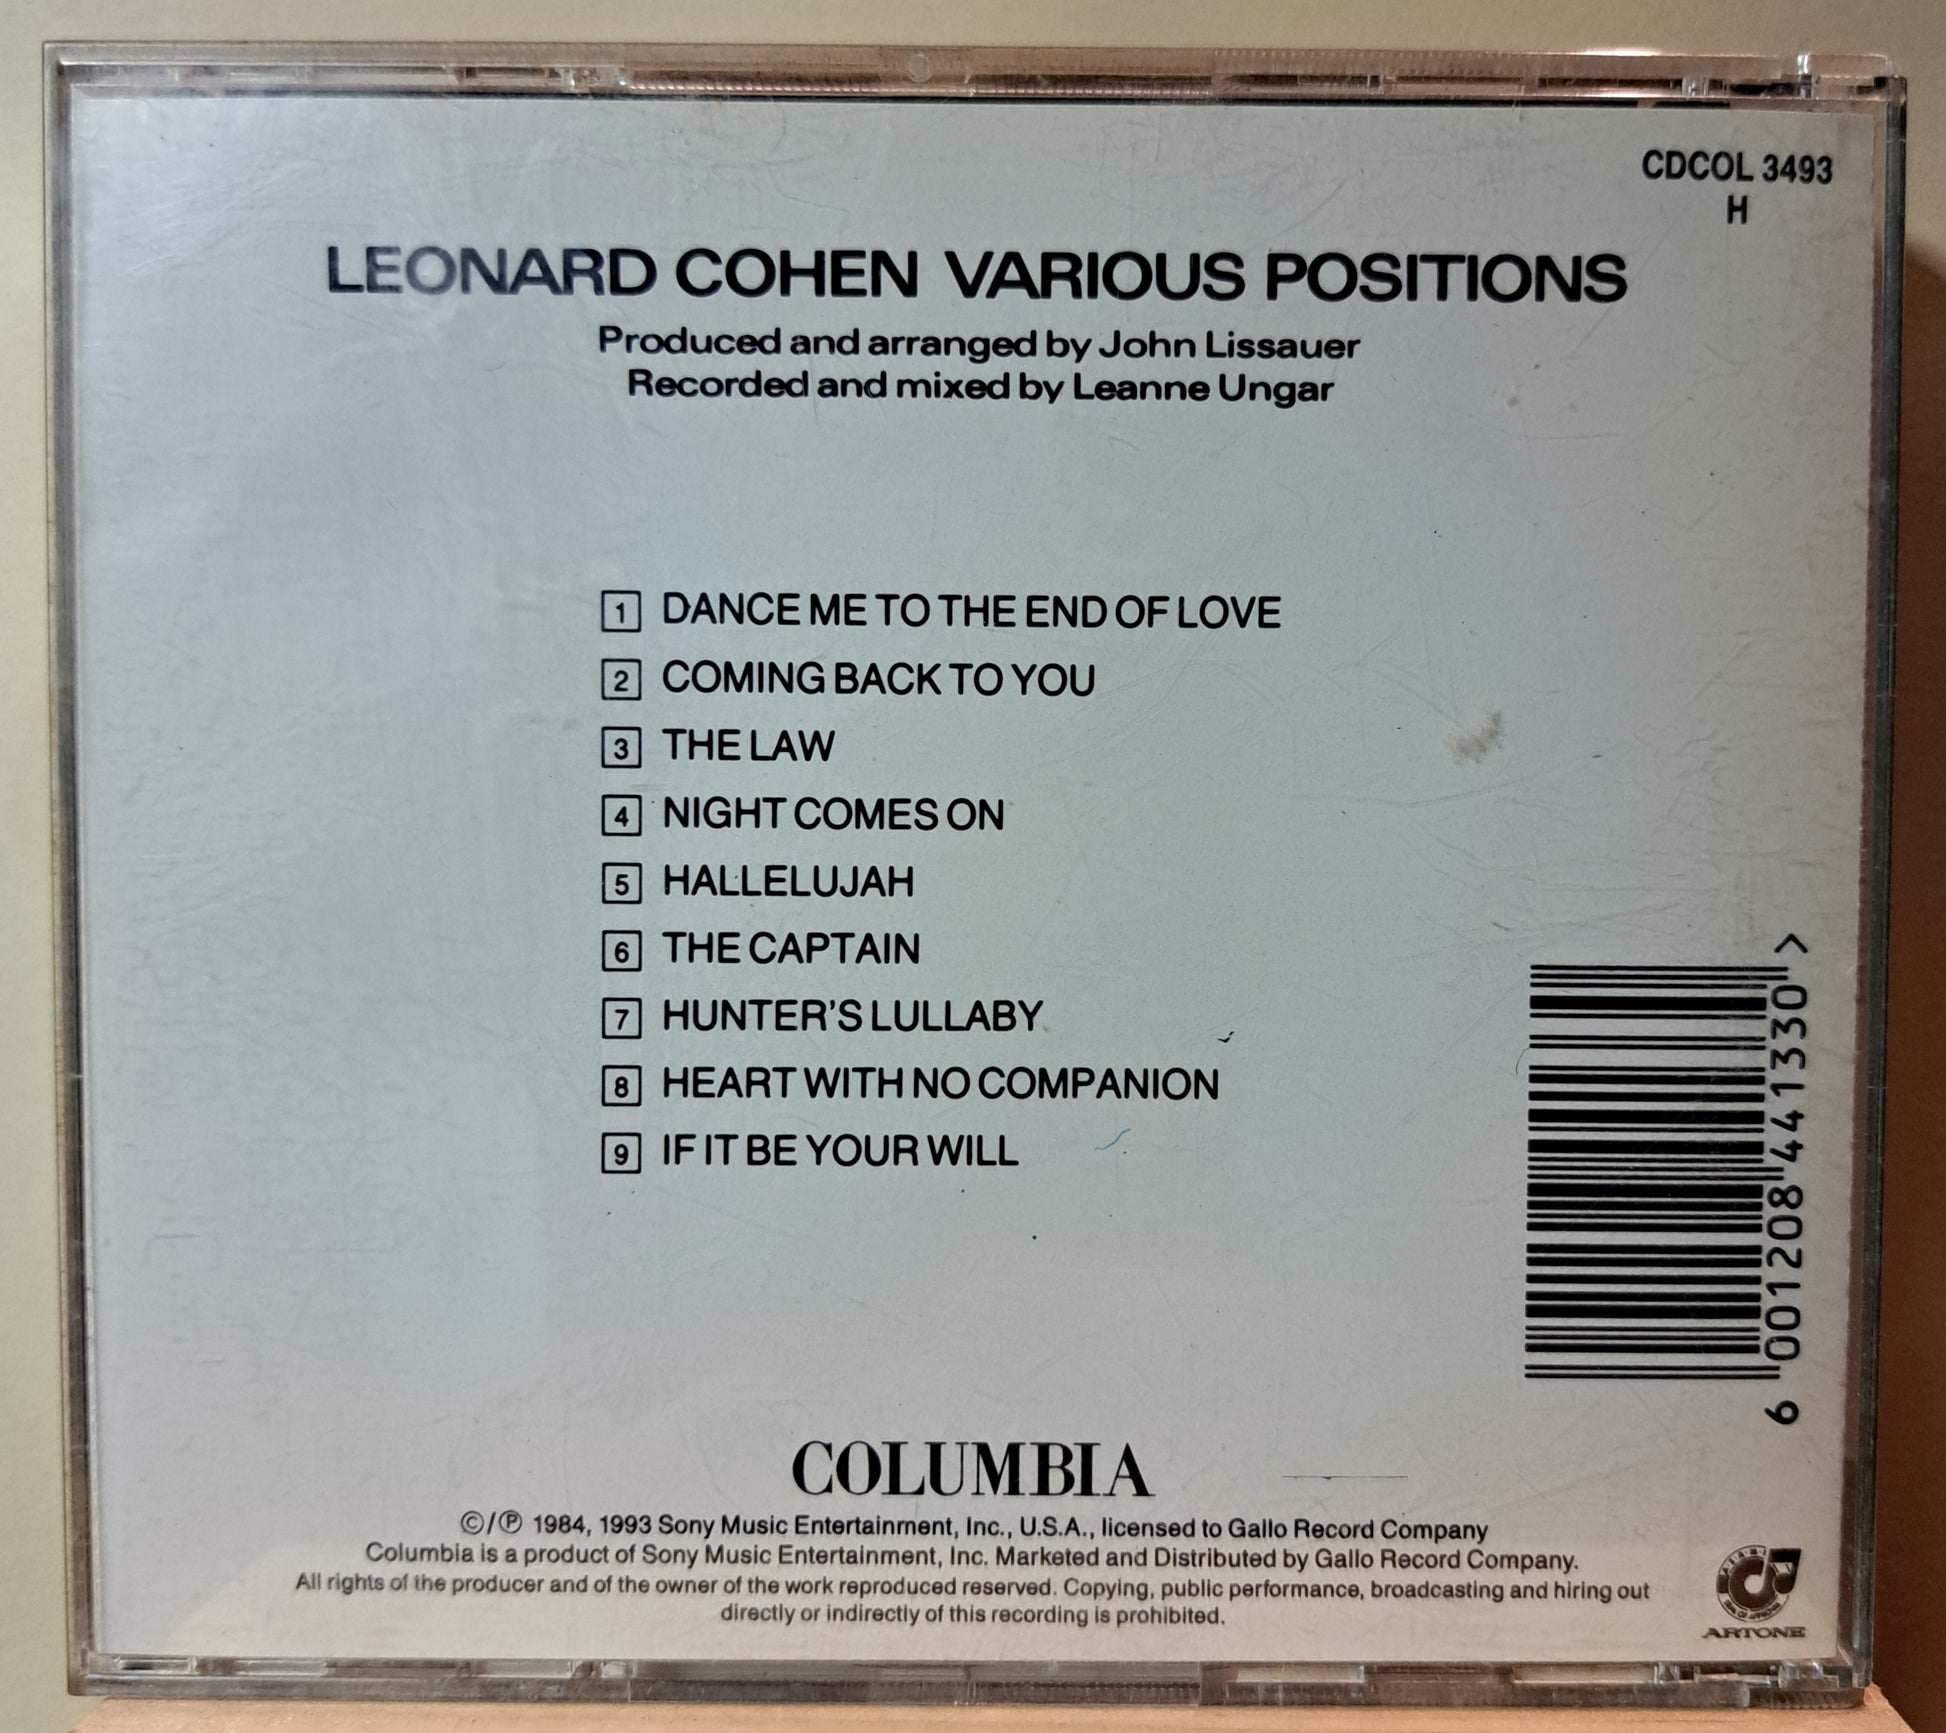 CDCOL 3493
H
LEONARD COHEN VARIOUS POSITIONS
Produced and arranged by John Lissauer
Recorded and mixed by Leanne Ungar
1 DANCE ME TO THE END OF LOVE
2 COMING BACK TO YOU
3 THE LAW
4 NIGHT COMES ON
5 HALLELUJAH
6 THE CAPTAIN
7 HUNTER'S LULLABY
8 HEART WITH NO COMPANION
9 IF IT BE YOUR WILL
6 001208 441330 >
COLUMBIA
©/℗ 1984, 1993 Sony Music Entertainment, Inc., U.S.A., licensed to Gallo Record Company
Columbia is a product of Sony Music Entertainment, Inc. Marketed and Distributed by Gallo Record Company.
All rights of the producer and of the owner of the work reproduced reserved. Copying, public performance, broadcasting and hiring out
directly or indirectly of this recording is prohibited.
ARTONE